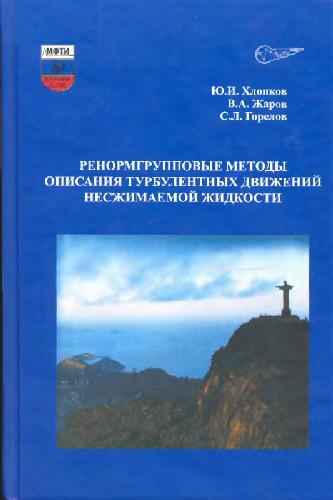 МФТИ
Ю.И. Хлопков
В.А. Жаров
С.Л. Горелов
РЕНОРМГРУППОВЫЕ МЕТОДЫ
ОПИСАНИЯ ТУРБУЛЕНТНЫХ ДВИЖЕНИЙ
НЕСЖИМАЕМОЙ ЖИДКОСТИ